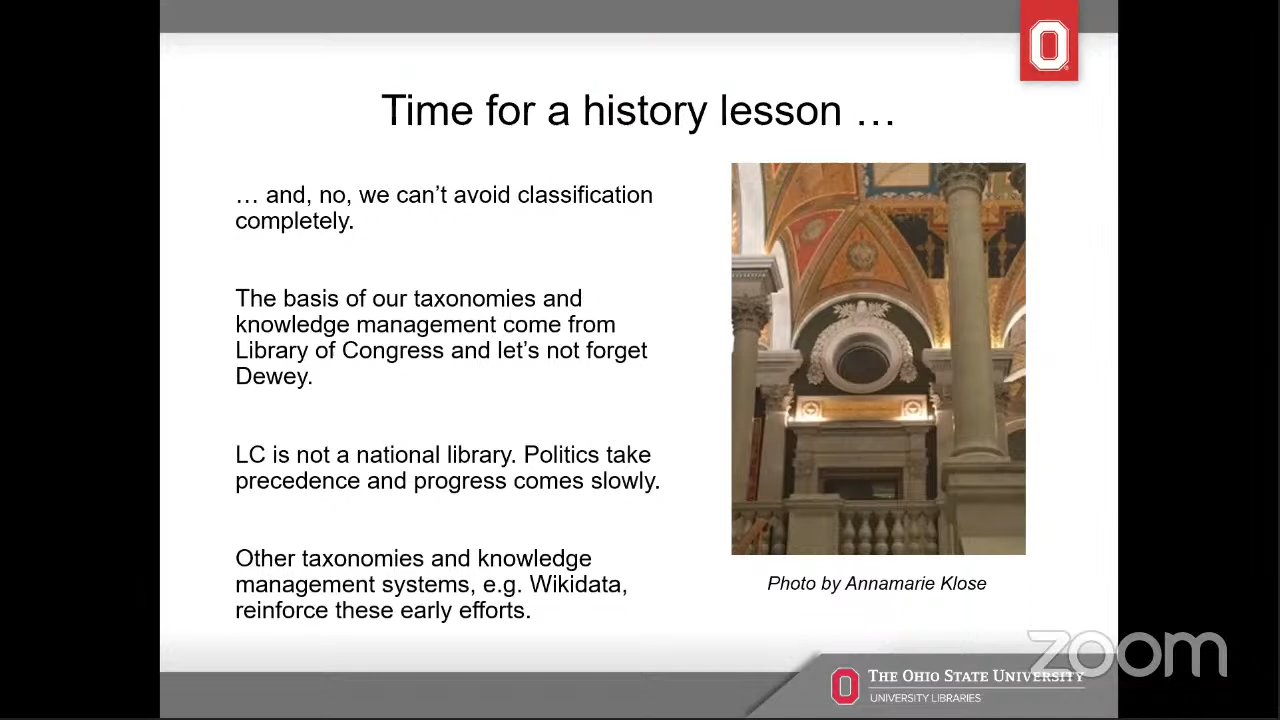 O
Time for a history lesson …
… and, no, we can’t avoid classification
completely.
The basis of our taxonomies and
knowledge management come from
Library of Congress and let’s not forget
Dewey.
LC is not a national library. Politics take
precedence and progress comes slowly.
Other taxonomies and knowledge
management systems, e.g. Wikidata,
reinforce these early efforts.
Photo by Annamarie Klose
zoom
O
THE OHIO STATE UNIVERSITY
UNIVERSITY LIBRARIES